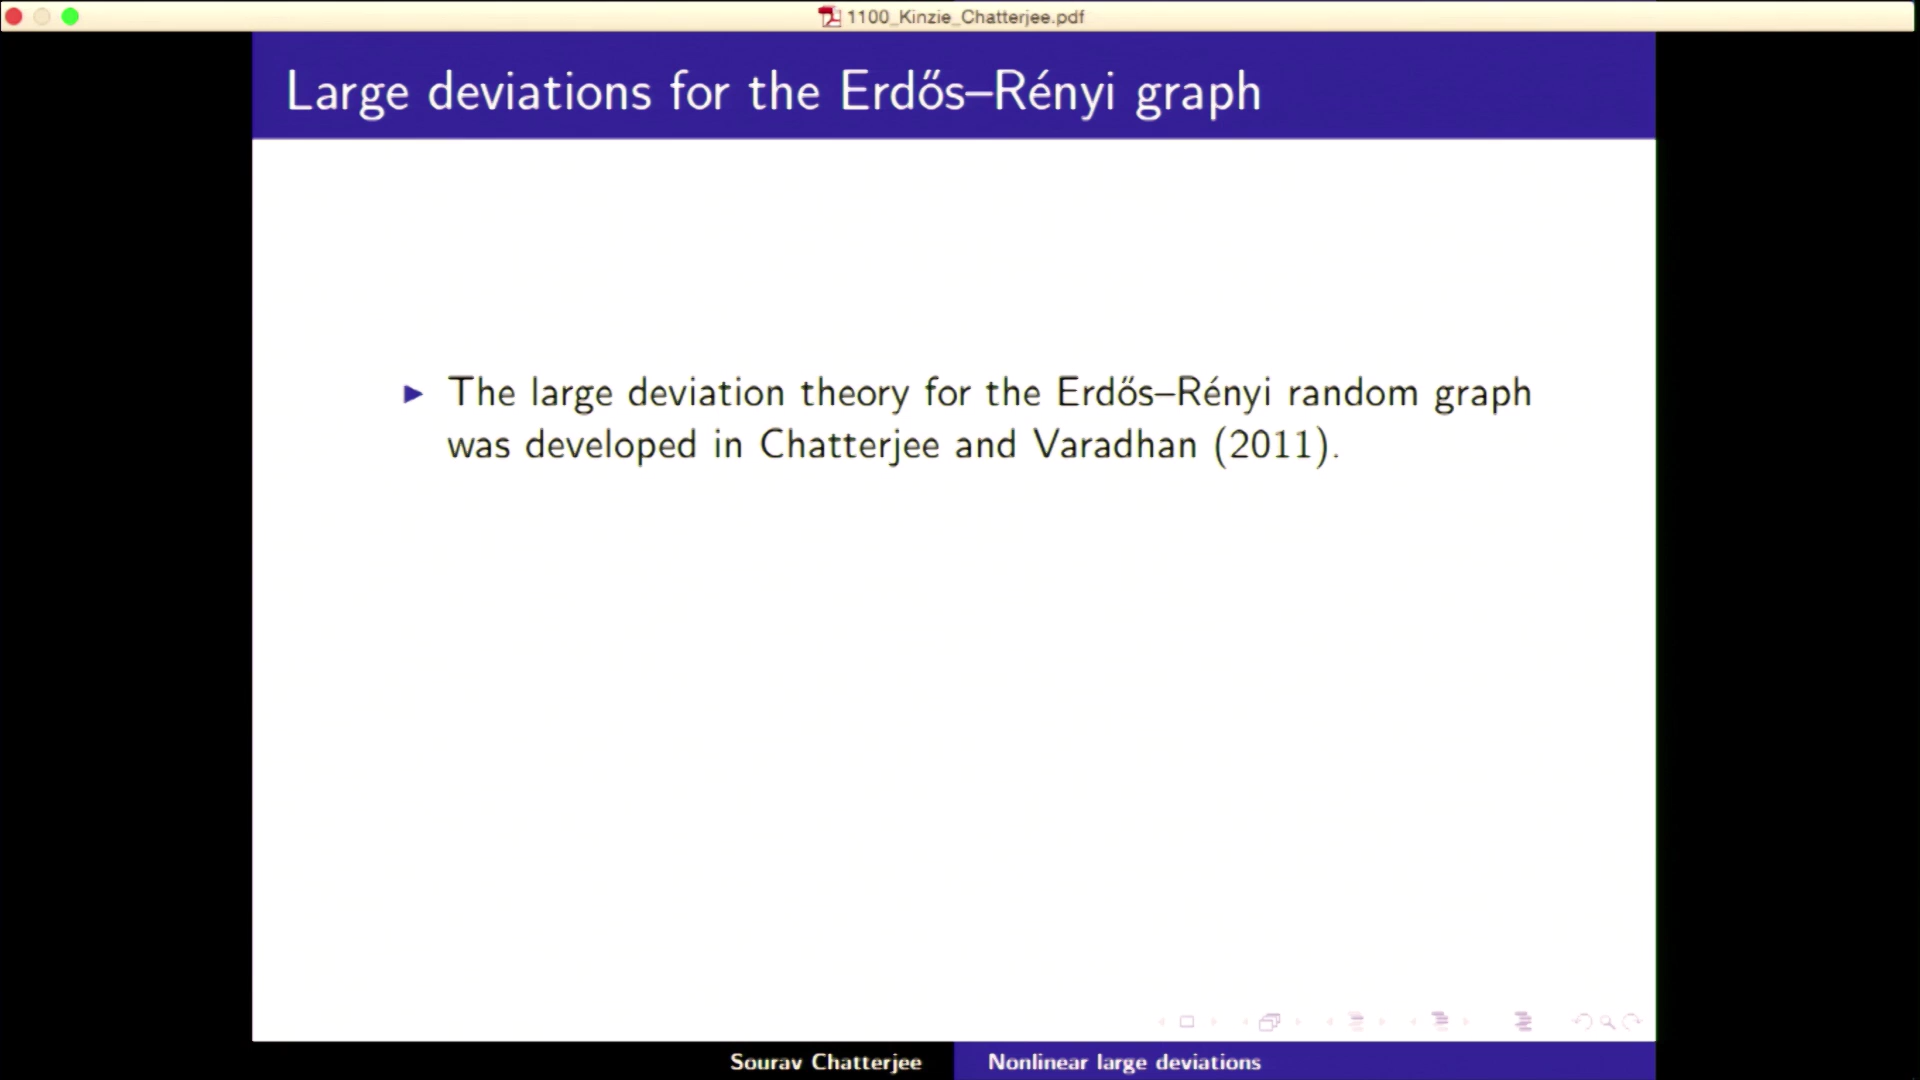 1100_Kinzie_Chatterjee.pdf
Large deviations for the Erdős–Rényi graph
▶ The large deviation theory for the Erdős–Rényi random graph
was developed in Chatterjee and Varadhan (2011).
Sourav Chatterjee
Nonlinear large deviations